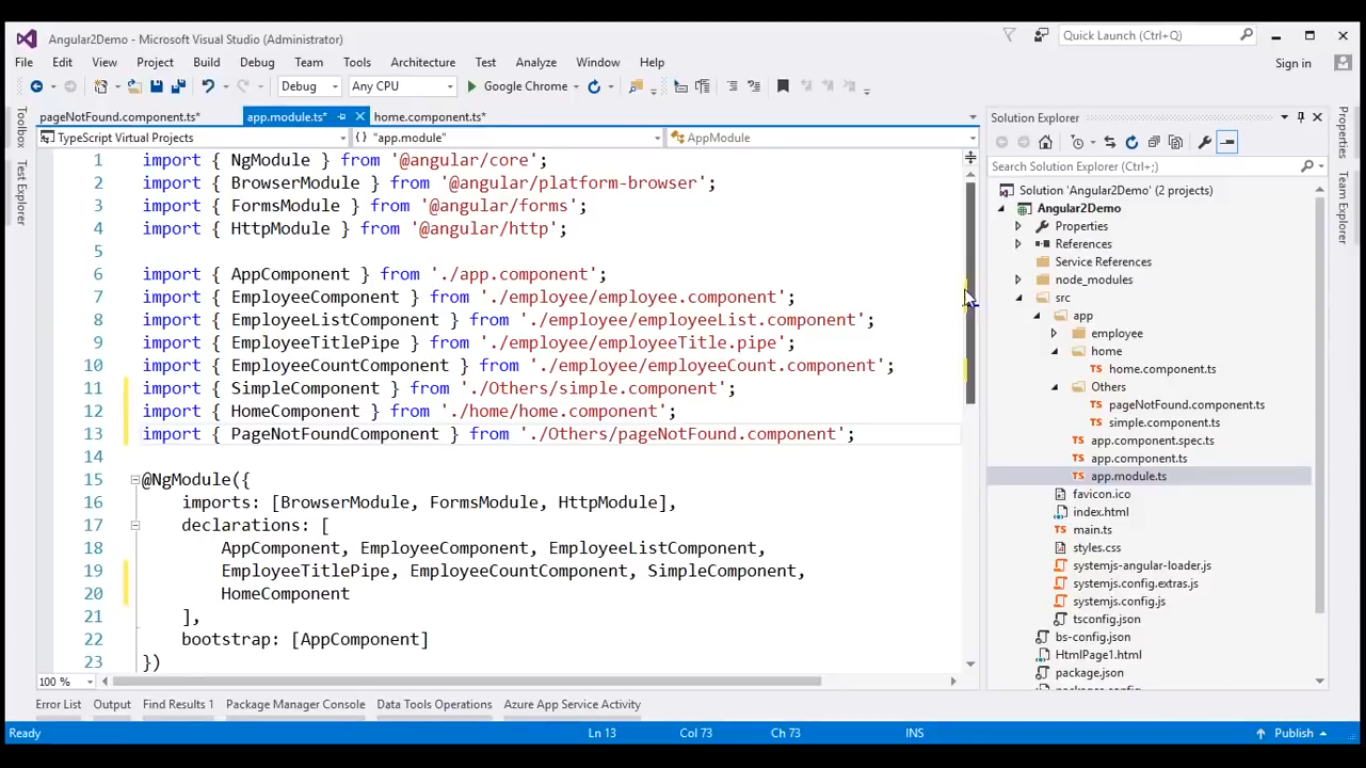 Angular2Demo - Microsoft Visual Studio (Administrator)
Quick Launch (Ctrl+Q)
File Edit View Project Build Debug Team Tools Architecture Test Analyze Window Help
Sign in
Debug Any CPU Google Chrome
Toolbox
Test Explorer
pageNotFound.component.ts* app.module.ts* home.component.ts*
TypeScript Virtual Projects {} "app.module" AppModule
1 import { NgModule } from '@angular/core';
2 import { BrowserModule } from '@angular/platform-browser';
3 import { FormsModule } from '@angular/forms';
4 import { HttpModule } from '@angular/http';
5
6 import { AppComponent } from './app.component';
7 import { EmployeeComponent } from './employee/employee.component';
8 import { EmployeeListComponent } from './employee/employeeList.component';
9 import { EmployeeTitlePipe } from './employee/employeeTitle.pipe';
10 import { EmployeeCountComponent } from './employee/employeeCount.component';
11 import { SimpleComponent } from './Others/simple.component';
12 import { HomeComponent } from './home/home.component';
13 import { PageNotFoundComponent } from './Others/pageNotFound.component';
14
15 @NgModule({
16 imports: [BrowserModule, FormsModule, HttpModule],
17 declarations: [
18 AppComponent, EmployeeComponent, EmployeeListComponent,
19 EmployeeTitlePipe, EmployeeCountComponent, SimpleComponent,
20 HomeComponent
21 ],
22 bootstrap: [AppComponent]
23 })
100 %
Solution Explorer
Search Solution Explorer (Ctrl+;)
Solution 'Angular2Demo' (2 projects)
Angular2Demo
Properties
References
Service References
node_modules
src
app
employee
home
TS home.component.ts
Others
TS pageNotFound.component.ts
TS simple.component.ts
TS app.component.spec.ts
TS app.component.ts
TS app.module.ts
favicon.ico
index.html
TS main.ts
styles.css
systemjs-angular-loader.js
systemjs.config.extras.js
systemjs.config.js
tsconfig.json
bs-config.json
HtmlPage1.html
package.json
Properties
Team Explorer
Error List Output Find Results 1 Package Manager Console Data Tools Operations Azure App Service Activity
Ready Ln 13 Col 73 Ch 73 INS Publish